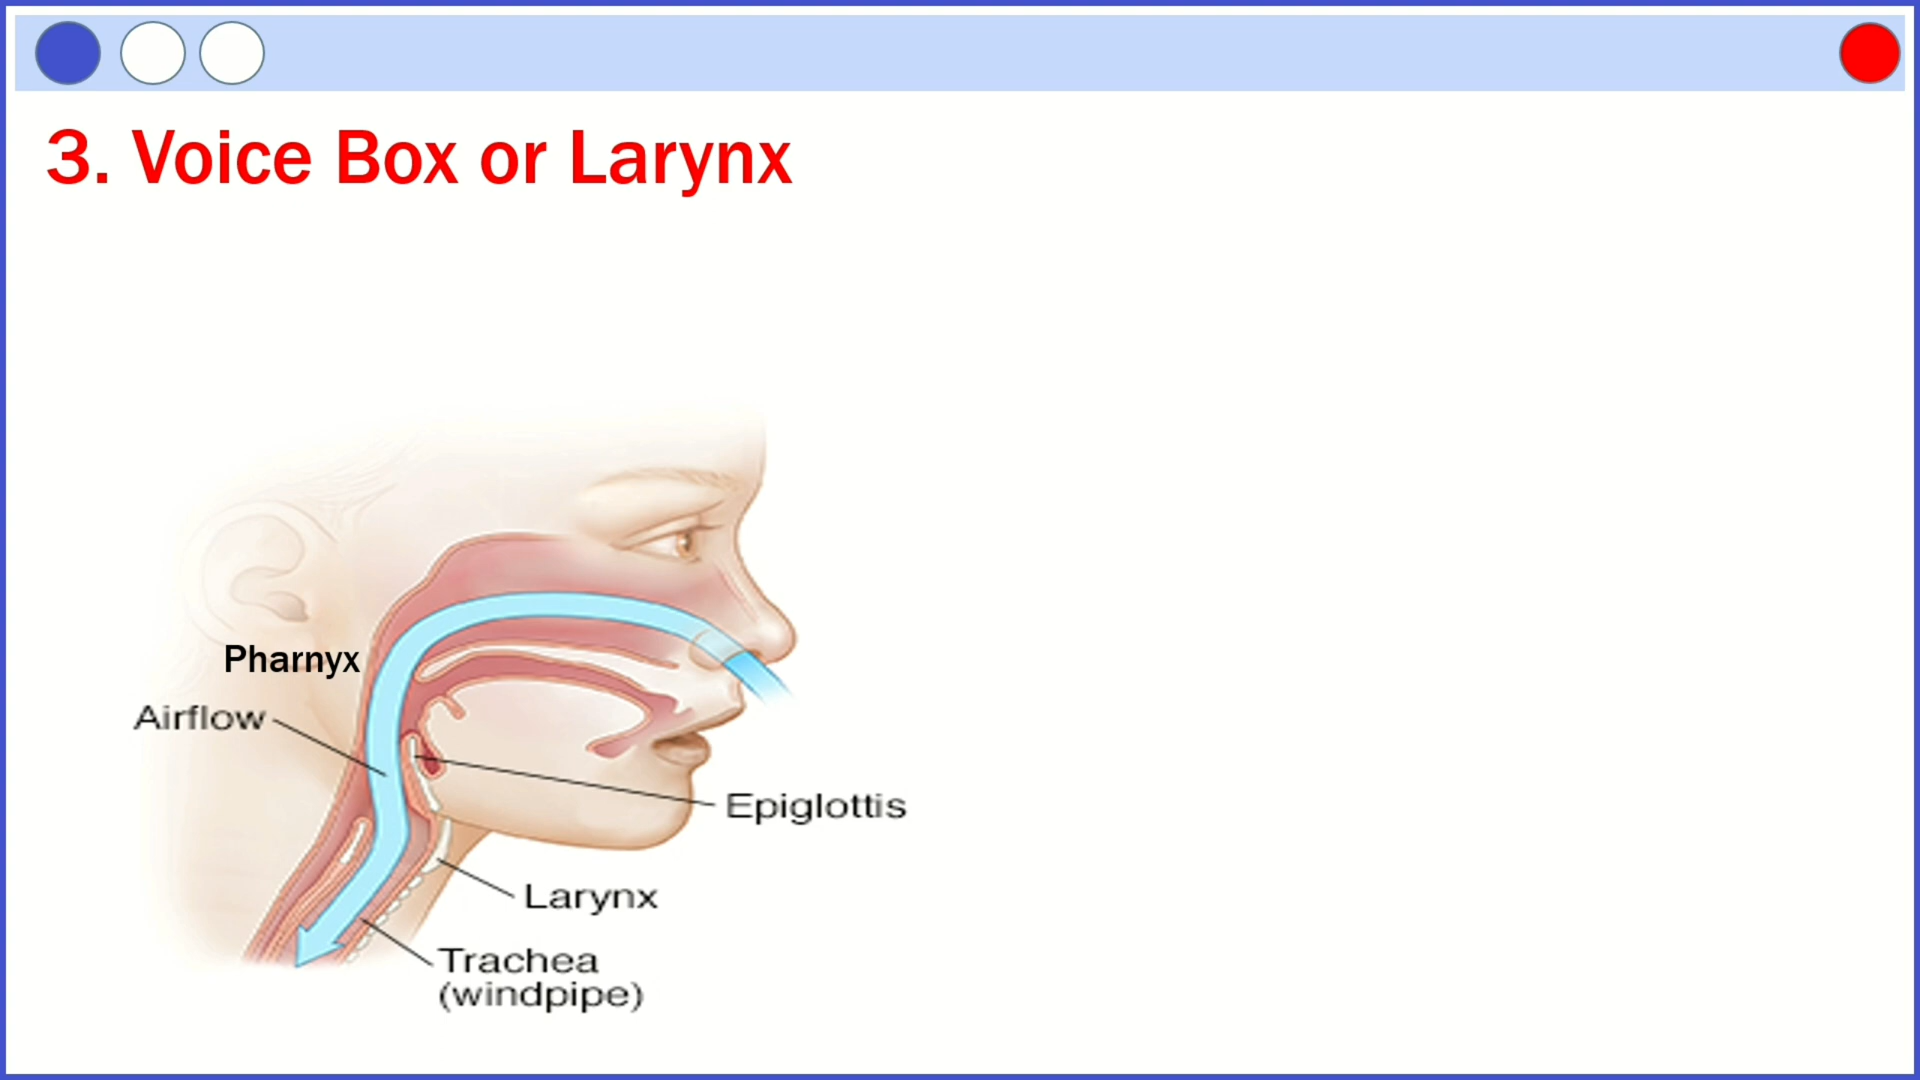 3. Voice Box or Larynx
Pharnyx
Airflow
Epiglottis
Larynx
Trachea
(windpipe)